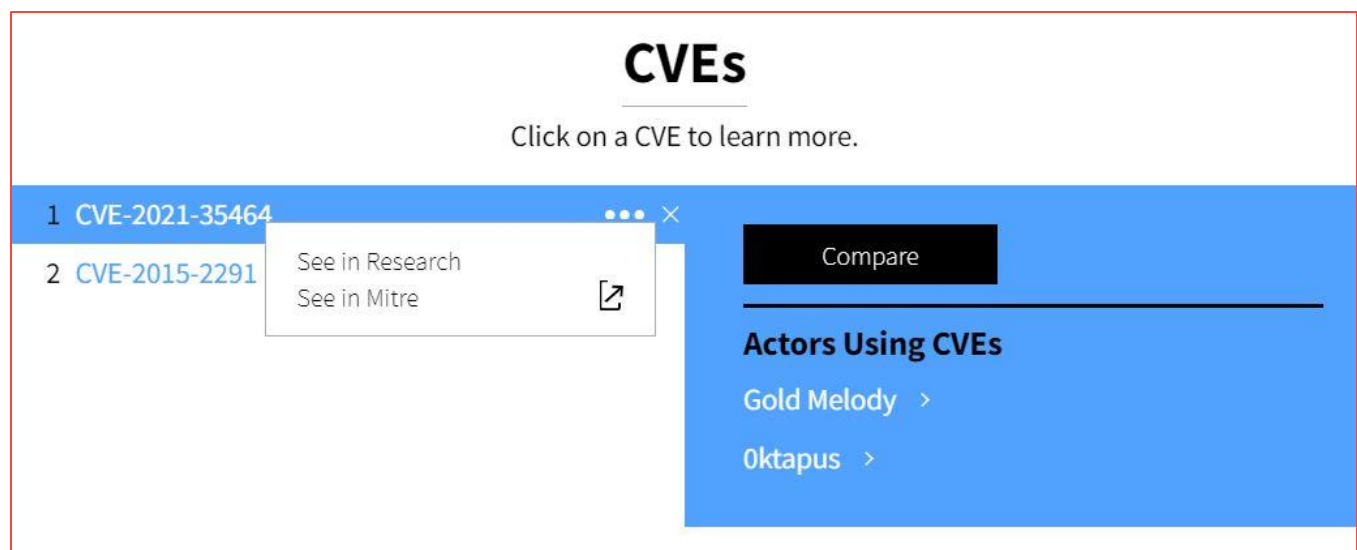 CVEs
Click on a CVE to learn more.
1 CVE-2021-35464
2 CVE-2015-2291
See in Research
See in Mitre
Compare
Actors Using CVEs
Gold Melody
0ktapus